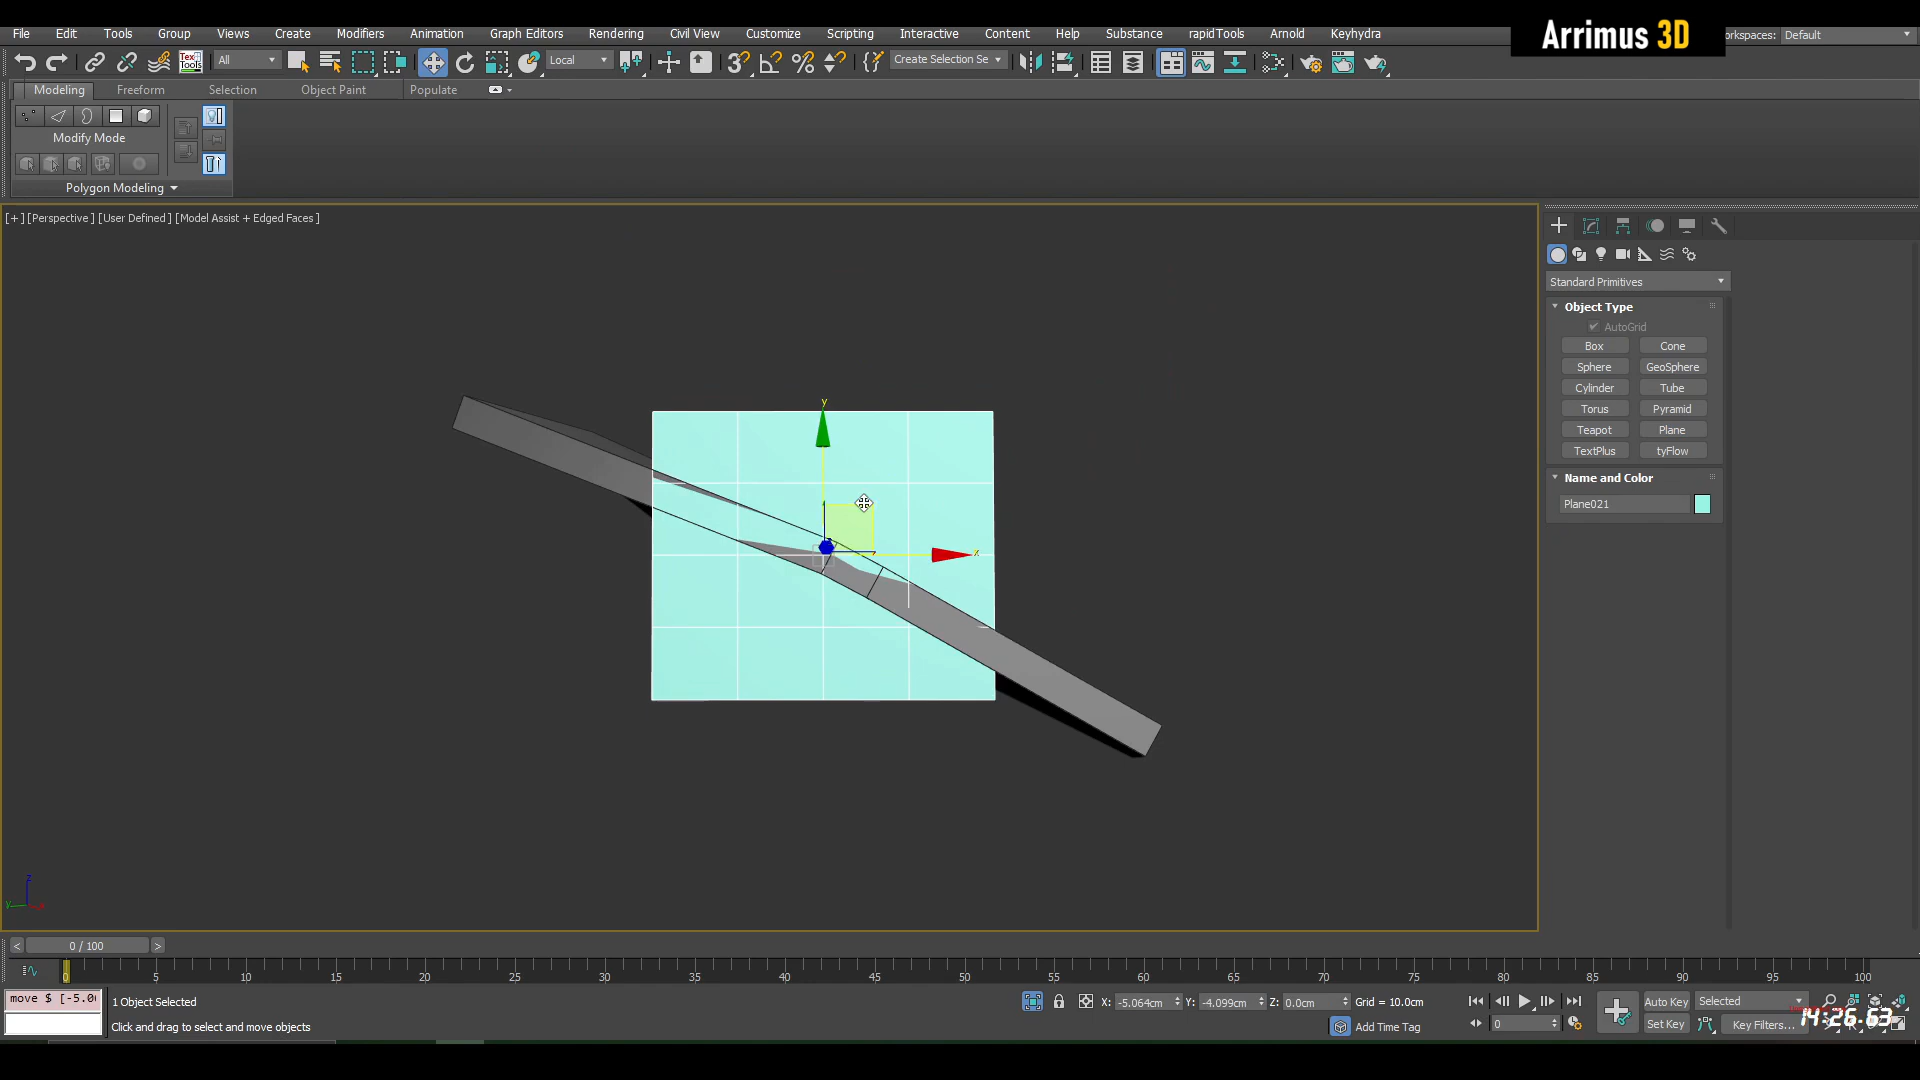 Arrimus 3D
File Edit Tools Group Views Create Modifiers Animation Graph Editors Rendering Civil View Customize Scripting Interactive Content Help Substance rapidTools Arnold Keyhydra
orkspaces: Default
All Local Create Selection Se
Modeling Freeform Selection Object Paint Populate
Modify Mode
Polygon Modeling
[+] [Perspective] [User Defined] [Model Assist + Edged Faces]
Standard Primitives
Object Type
AutoGrid
Box Cone
Sphere GeoSphere
Cylinder Tube
Torus Pyramid
Teapot Plane
TextPlus tyFlow
Name and Color
Plane021
y
x
z
y
< 0 / 100 >
0 5 10 15 20 25 30 35 40 45 50 55 60 65 70 75 80 85 90 95 100
move $ [-5.0
1 Object Selected
X: -5.064cm Y: -4.099cm Z: 0.0cm Grid = 10.0cm
Auto Key Selected
Click and drag to select and move objects
Add Time Tag
0
Set Key Key Filters...
14:26.63